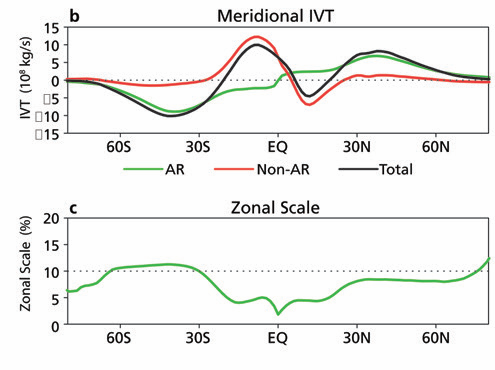 b Meridional IVT
IVT (10⁸ kg/s)
15
10
5
0
□5
□10
□15
60S 30S EQ 30N 60N
AR Non-AR Total
c Zonal Scale
Zonal Scale (%)
20
15
10
5
0
60S 30S EQ 30N 60N